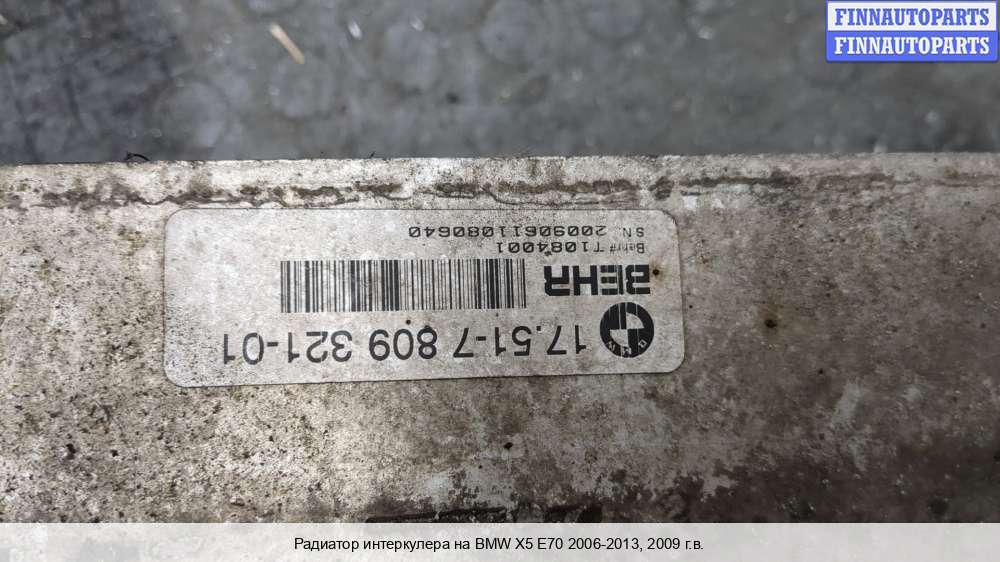 FINNAUTOPARTS
FINNAUTOPARTS
BMW
17.51-7 809 321-01
BEHR
Behr# T1084001
S N. 20090611080640
Радиатор интеркулера на BMW X5 E70 2006-2013, 2009 г.в.